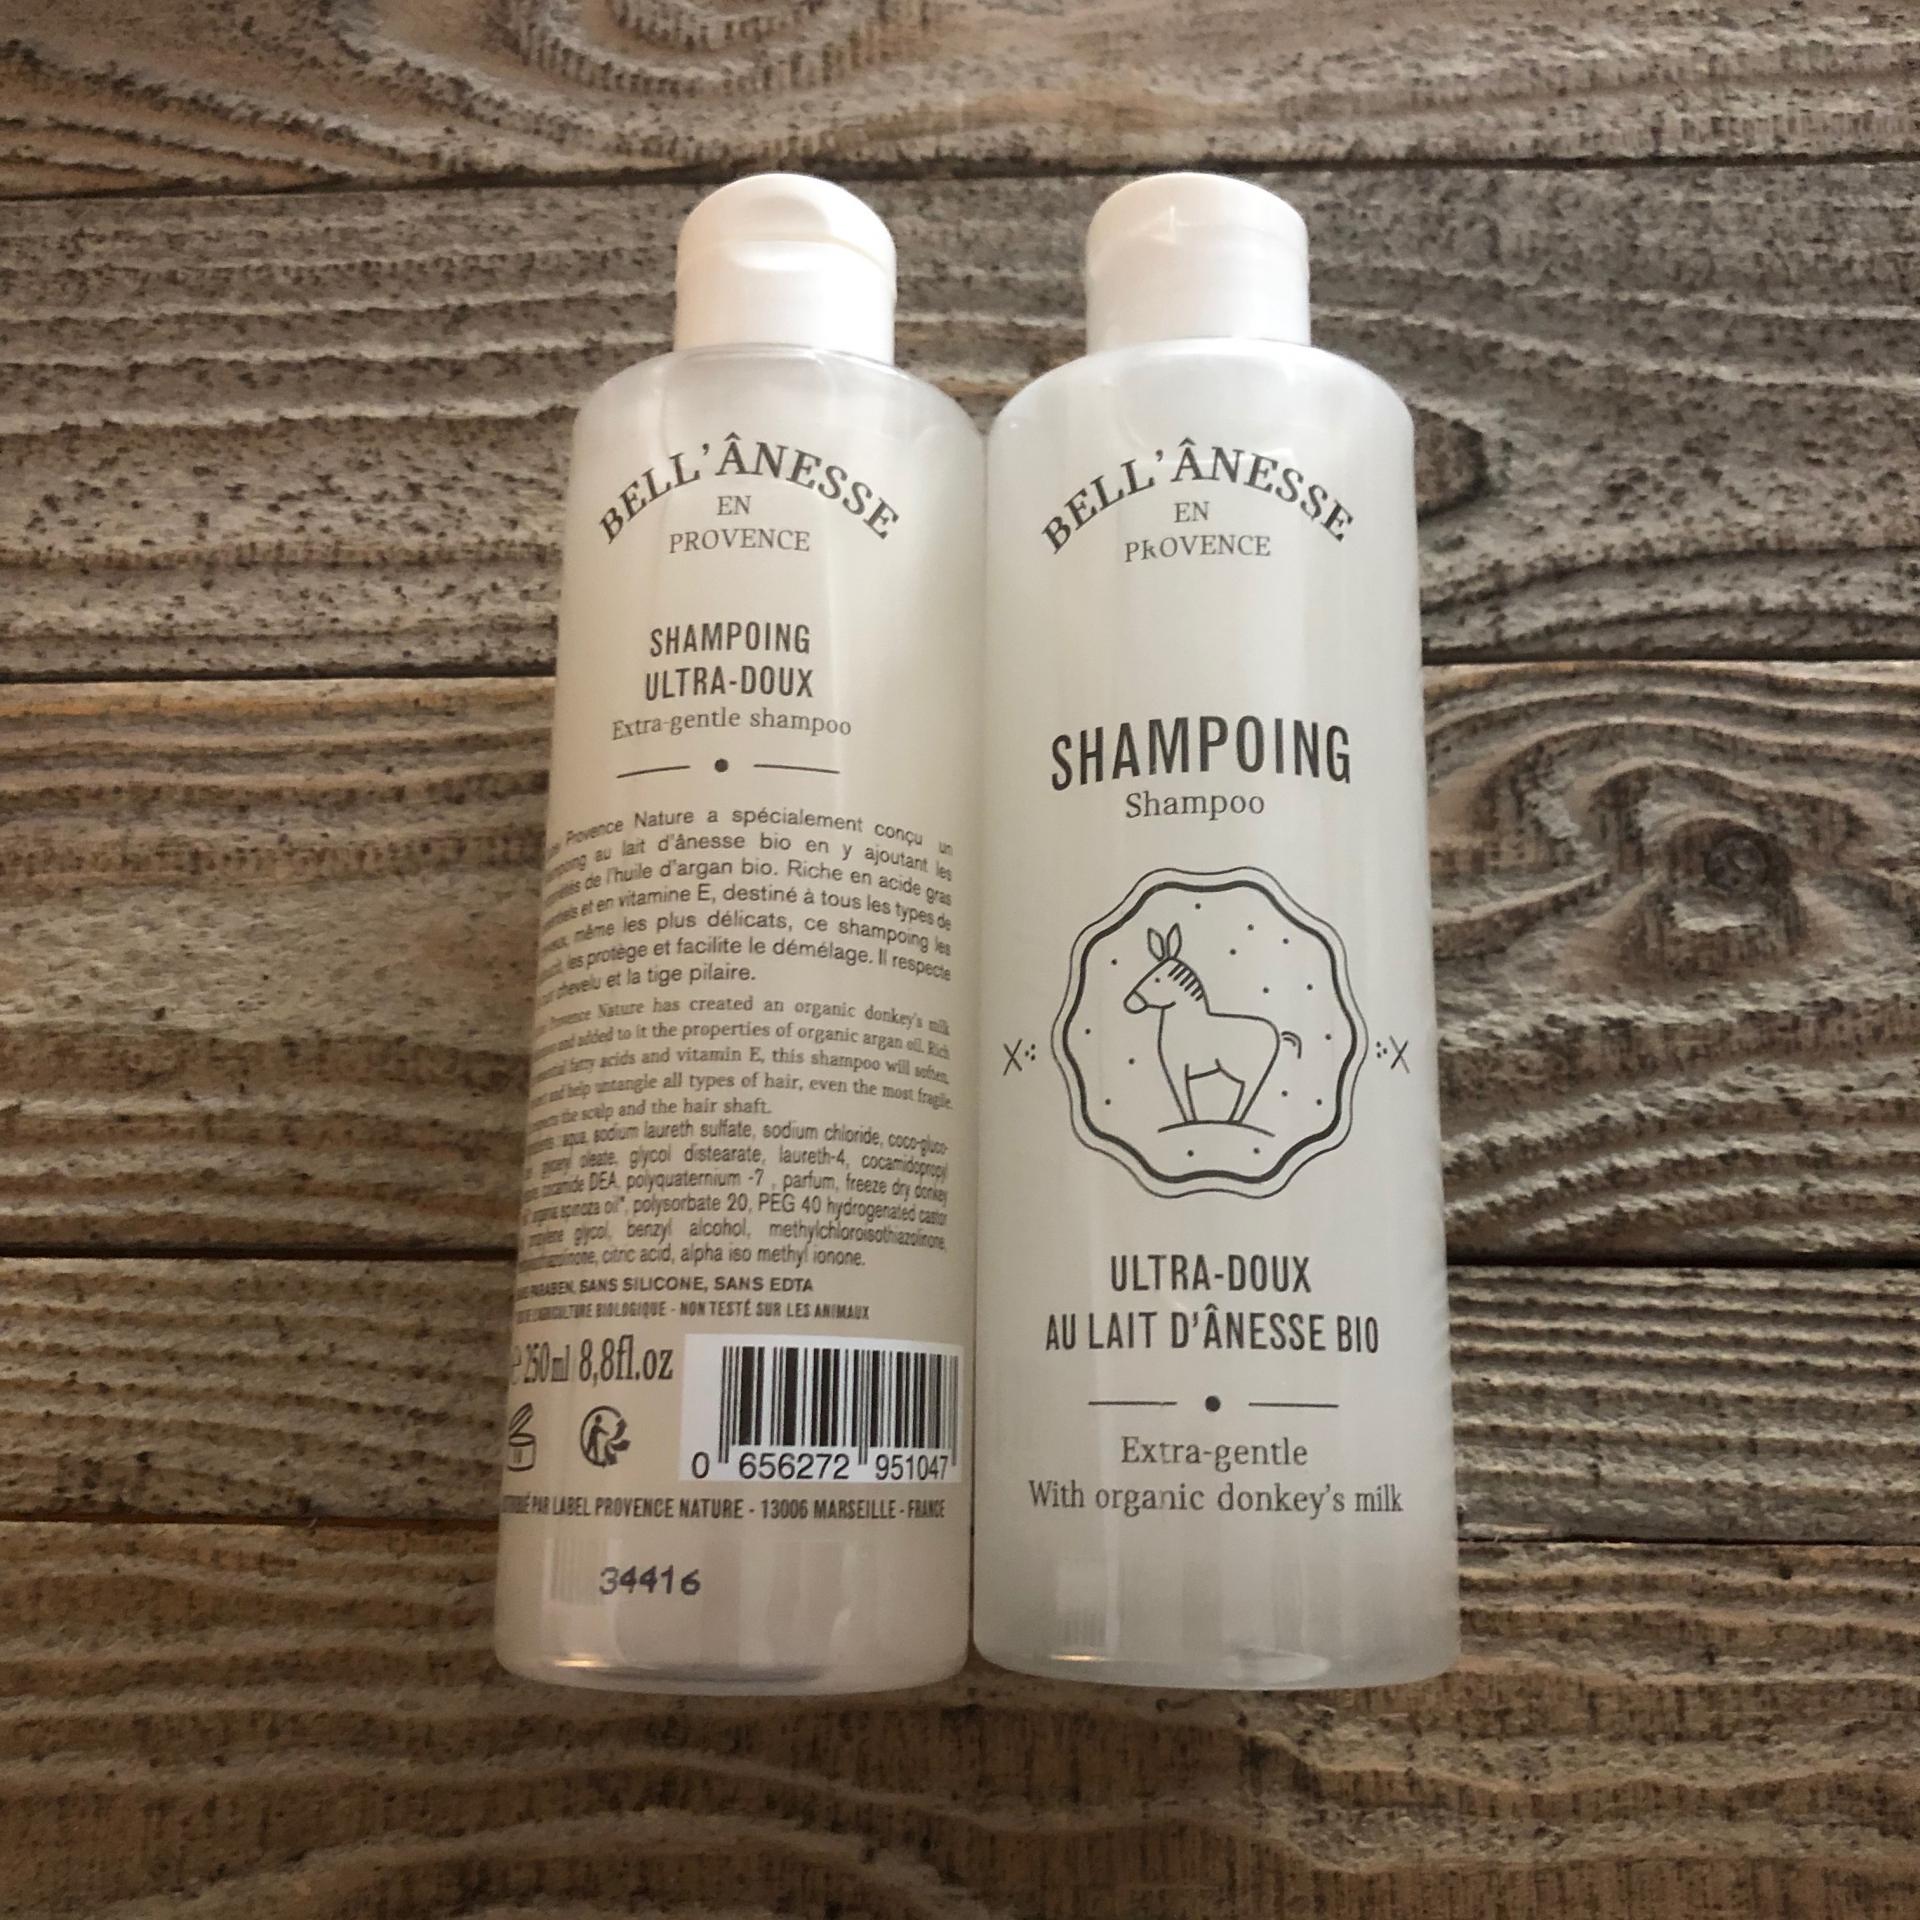 BELL'ÂNESSE
EN
PROVENCE
SHAMPOING
ULTRA-DOUX
Extra-gentle shampoo
Provence Nature a spécialement conçu un
au lait d'ânesse bio en y ajoutant les
de l'huile d'argan bio. Riche en acide gras
et en vitamine E, destiné à tous les types de
même les plus délicats, ce shampoing les
les protège et facilite le démélage. Il respecte
chevelu et la tige pilaire.
Provence Nature has created an organic donkey's milk
and added to it the properties of organic argan oil. Rich
fatty acids and vitamin E, this shampoo will soften,
and help untangle all types of hair, even the most fragile.
the scalp and the hair shaft.
aqua, sodium laureth sulfate, sodium chloride, coco-gluco-
glyceryl oleate, glycol distearate, laureth-4, cocamidopropyl
cocamide DEA, polyquaternium -7 , parfum, freeze dry donkey
argania spinoza oil*, polysorbate 20, PEG 40 hydrogenated castor
propylene glycol, benzyl alcohol, methylchloroisothiazolinone,
citric acid, alpha iso methyl ionone.
PARABEN, SANS SILICONE, SANS EDTA
L'AGRICULTURE BIOLOGIQUE - NON TESTÉ SUR LES ANIMAUX
e 250ml 8,8fl.oz
0 656272 951047
PAR LABEL PROVENCE NATURE - 13006 MARSEILLE - FRANCE
34416
BELL'ÂNESSE
EN
PROVENCE
SHAMPOING
Shampoo
ULTRA-DOUX
AU LAIT D'ÂNESSE BIO
Extra-gentle
With organic donkey's milk